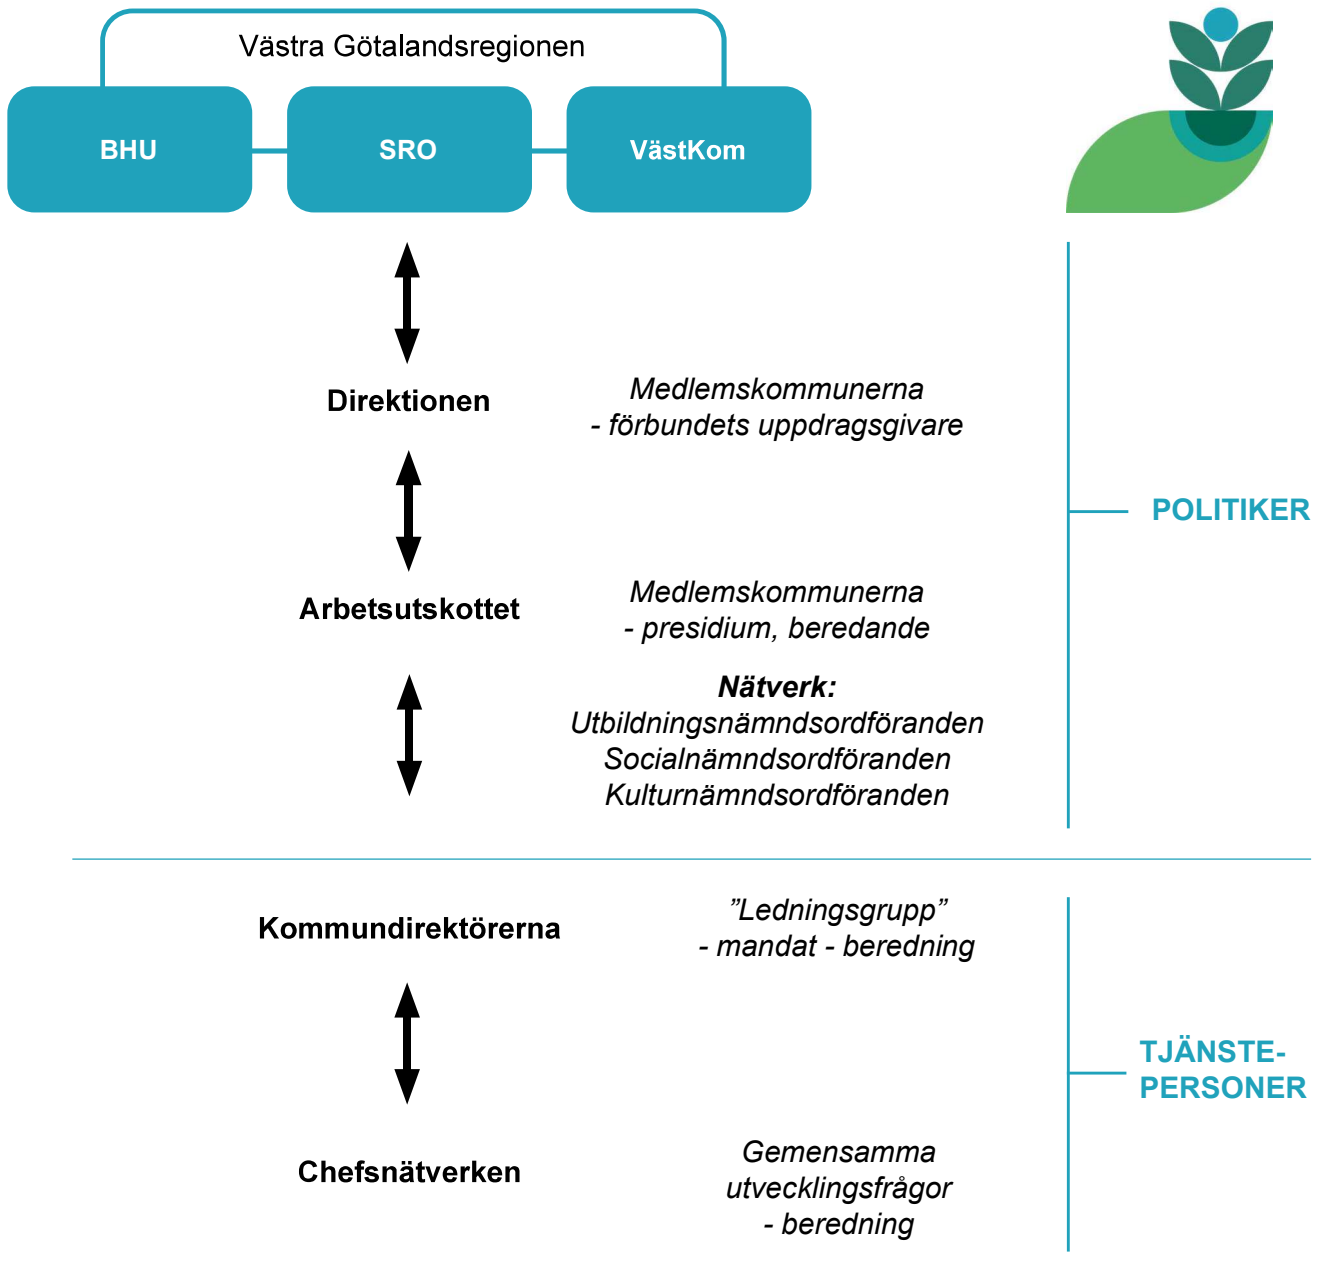 Västra Götalandsregionen
BHU
SRO
VästKom
Direktionen
Medlemskommunerna
- förbundets uppdragsgivare
POLITIKER
Arbetsutskottet
Medlemskommunerna
- presidium, beredande
Nätverk:
Utbildningsnämndsordföranden
Socialnämndsordföranden
Kulturnämndsordföranden
Kommundirektörerna
”Ledningsgrupp”
- mandat - beredning
TJÄNSTE-
PERSONER
Chefsnätverken
Gemensamma
utvecklingsfrågor
- beredning